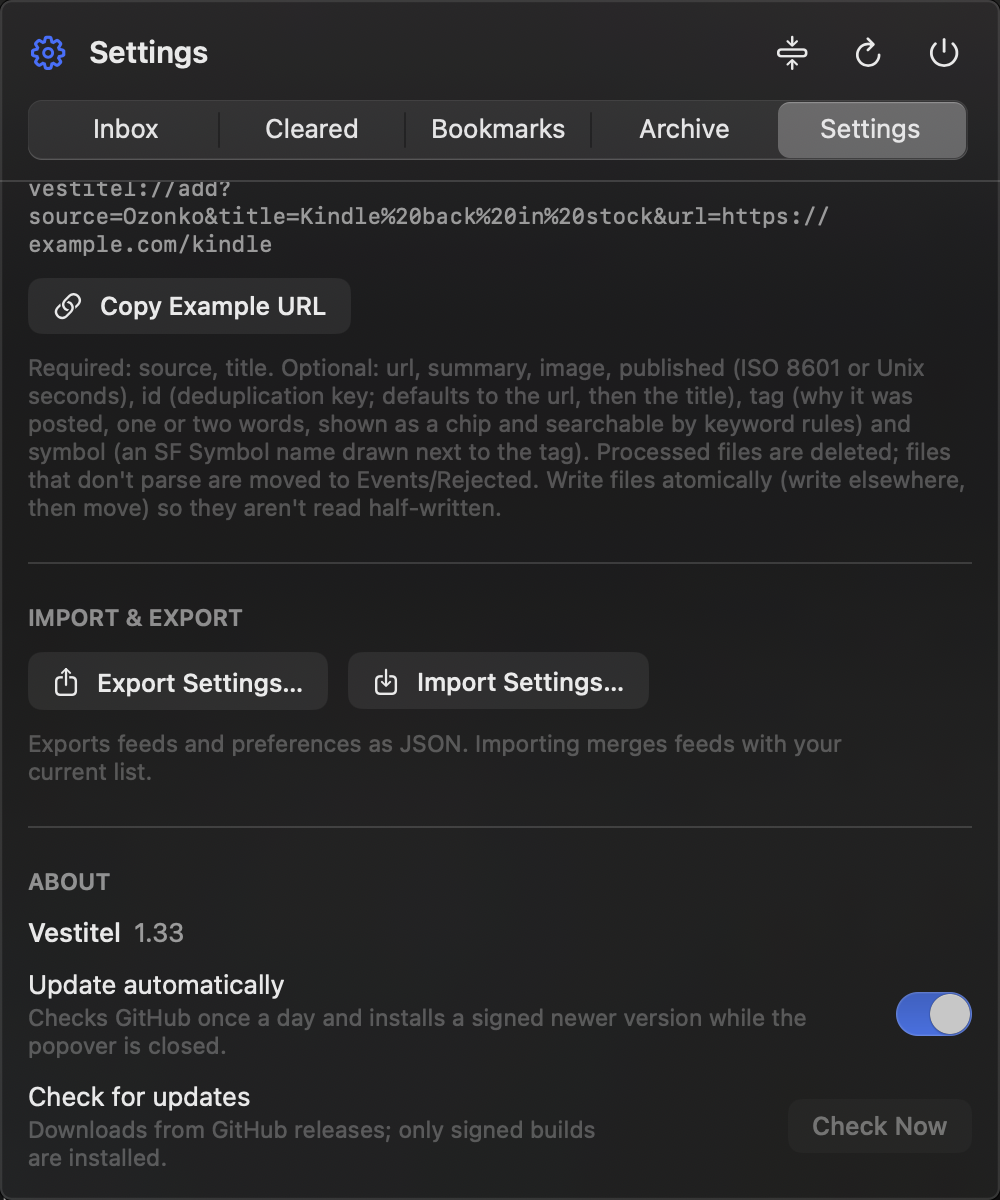 Settings
Inbox
Cleared
Bookmarks
Archive
Settings
vestitel://add?
source=Ozonko&title=Kindle%20back%20in%20stock&url=https://
example.com/kindle
Copy Example URL
Required: source, title. Optional: url, summary, image, published (ISO 8601 or Unix
seconds), id (deduplication key; defaults to the url, then the title), tag (why it was
posted, one or two words, shown as a chip and searchable by keyword rules) and
symbol (an SF Symbol name drawn next to the tag). Processed files are deleted; files
that don't parse are moved to Events/Rejected. Write files atomically (write elsewhere,
then move) so they aren't read half-written.
IMPORT & EXPORT
Export Settings...
Import Settings...
Exports feeds and preferences as JSON. Importing merges feeds with your
current list.
ABOUT
Vestitel 1.33
Update automatically
Checks GitHub once a day and installs a signed newer version while the
popover is closed.
Check for updates
Downloads from GitHub releases; only signed builds
are installed.
Check Now